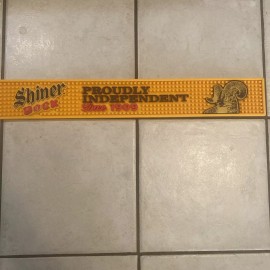 Shiner
BOCK
PROUDLY
INDEPENDENT
Since 1909